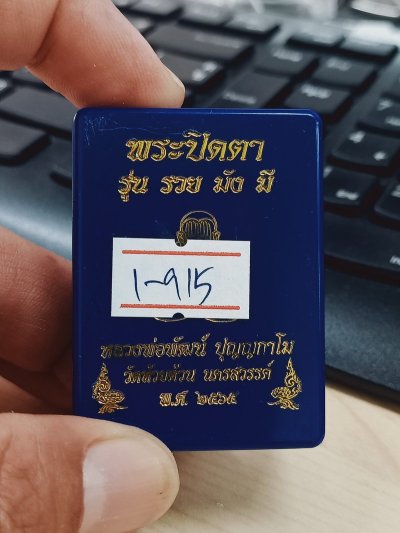 พระปิดตา
รุ่น รวย มั่ง มี
1-915
หลวงพ่อพัฒน์ ปุญญกาโม
วัดห้วยด้วน นครสวรรค์
พ.ศ. ๒๕๖๕